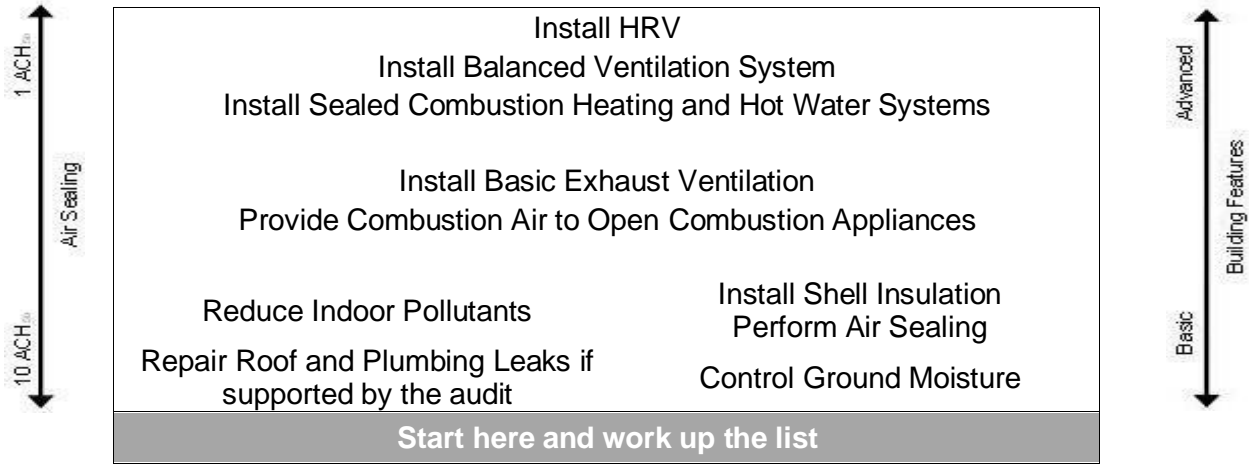 Install HRV
Install Balanced Ventilation System
Install Sealed Combustion Heating and Hot Water Systems
Install Basic Exhaust Ventilation
Provide Combustion Air to Open Combustion Appliances
Reduce Indoor Pollutants
Install Shell Insulation
Perform Air Sealing
Repair Roof and Plumbing Leaks if
supported by the audit
Control Ground Moisture
Start here and work up the list
1 ACH50
Air Sealing
10 ACH50
Advanced
Building Features
Basic